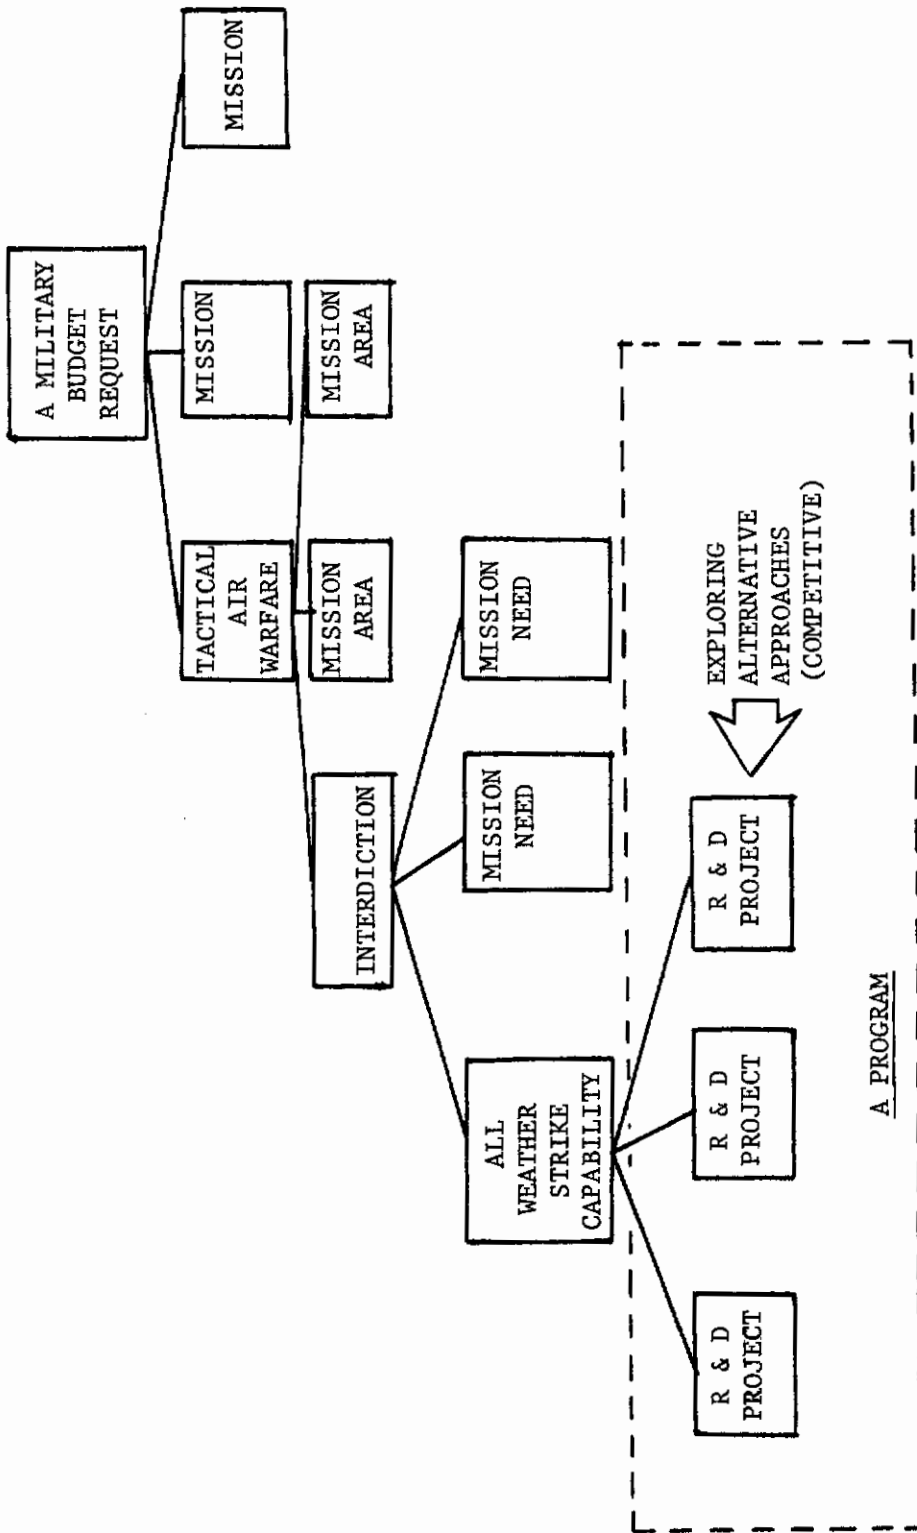 A MILITARY
BUDGET
REQUEST
TACTICAL
AIR
WARFARE
MISSION
MISSION
INTERDICTION
MISSION
AREA
MISSION
AREA
ALL
WEATHER
STRIKE
CAPABILITY
MISSION
NEED
MISSION
NEED
R & D
PROJECT
R & D
PROJECT
R & D
PROJECT
EXPLORING
ALTERNATIVE
APPROACHES
(COMPETITIVE)
A PROGRAM